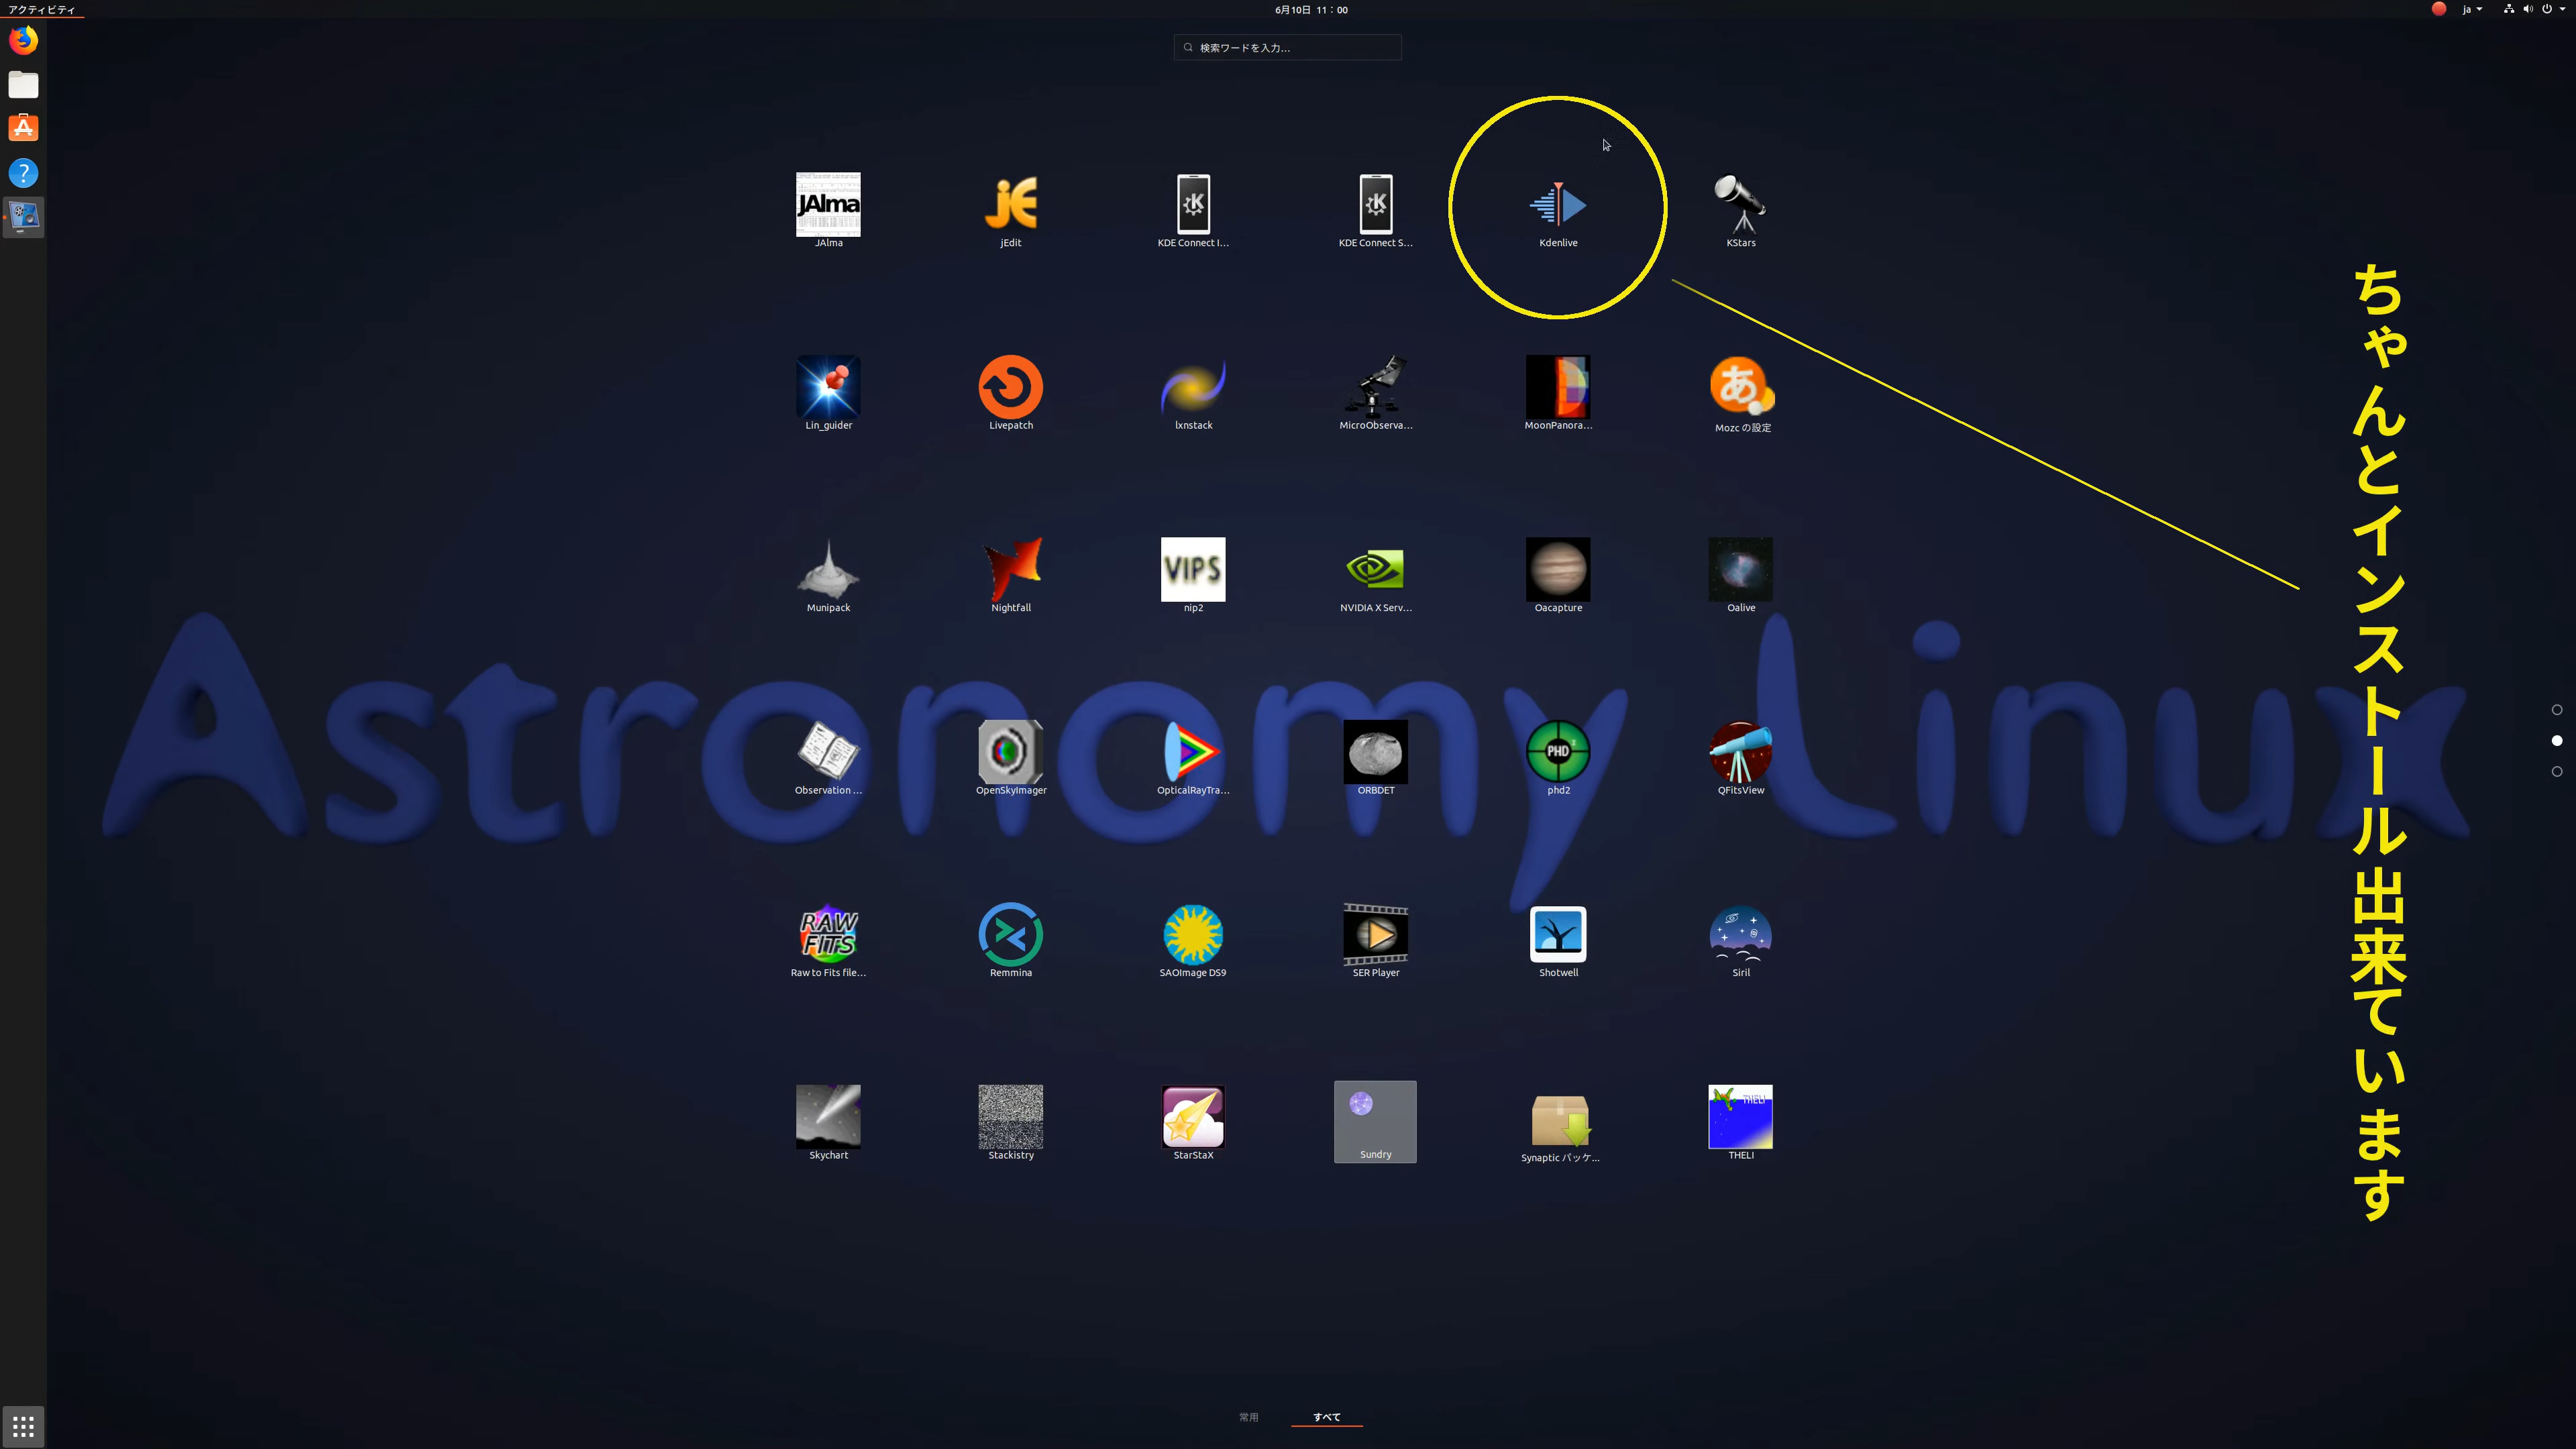 アクティビティ
6月10日 11：00
ja
検索ワードを入力...
JAlma
JAlma
jE
jEdit
KDE Connect I...
KDE Connect S...
Kdenlive
KStars
Lin_guider
Livepatch
lxnstack
MicroObserva...
MoonPanora...
あ
Mozc の設定
Munipack
Nightfall
VIPS
nip2
NVIDIA X Serv...
Oacapture
Oalive
Astronomy Linux
Observation ...
OpenSkyImager
OpticalRayTra...
ORBDET
PHD 2
phd2
QFitsView
RAW
FITS
Raw to Fits file...
Remmina
SAOImage DS9
SER Player
Shotwell
Siril
Skychart
Stackistry
StarStaX
Sundry
Synaptic パッケ...
THELI
THELI
ちゃんとインストール出来ています
常用
すべて